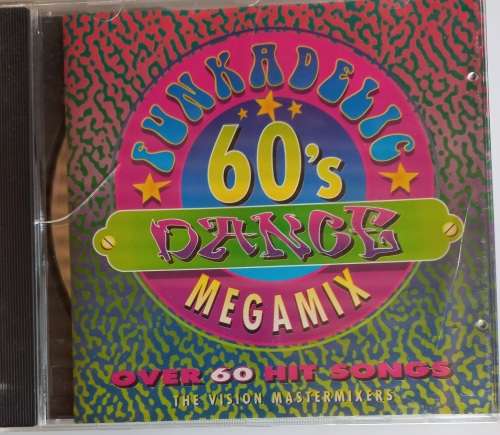 FUNKADELIC
60's
DANCE
MEGAMIX
OVER 60 HIT SONGS
THE VISION MASTERMIXERS